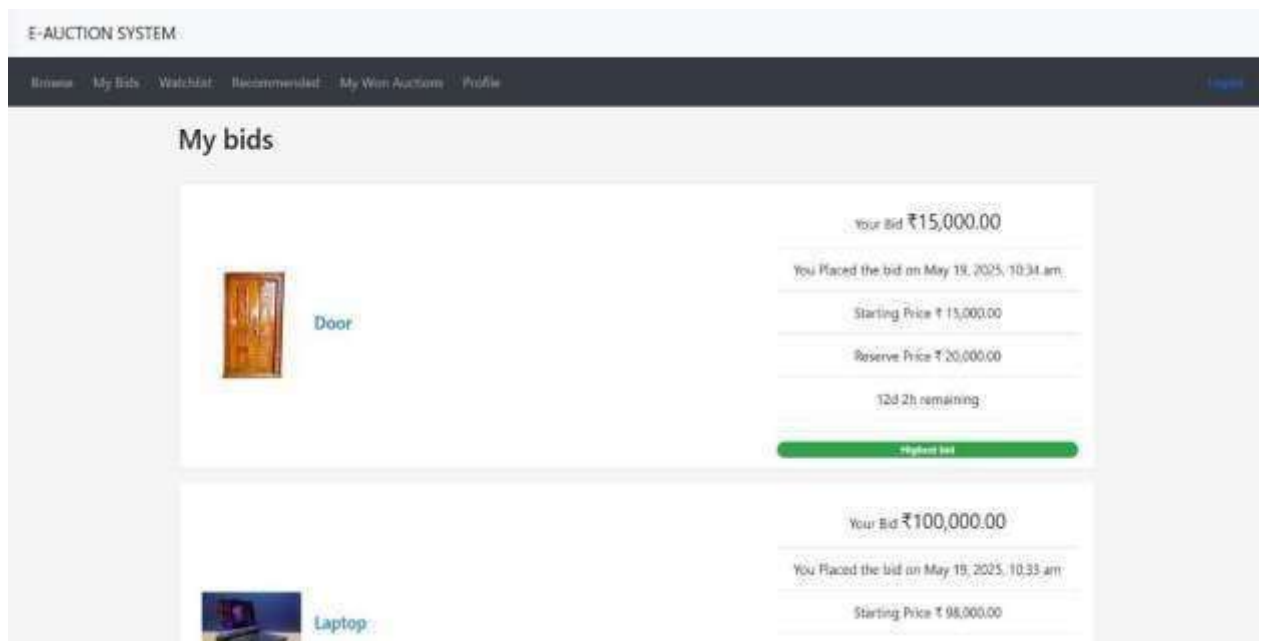 E-AUCTION SYSTEM
Browse My Bids Watchlist Recommended My Won Auctions Profile Logout
My bids
Your Bid ₹15,000.00
You Placed the bid on May 19, 2025, 10:34 am
Door
Starting Price ₹ 15,000.00
Reserve Price ₹ 20,000.00
12d 2h remaining
Highest bid
Your Bid ₹100,000.00
You Placed the bid on May 19, 2025, 10:33 am
Laptop
Starting Price ₹ 98,000.00